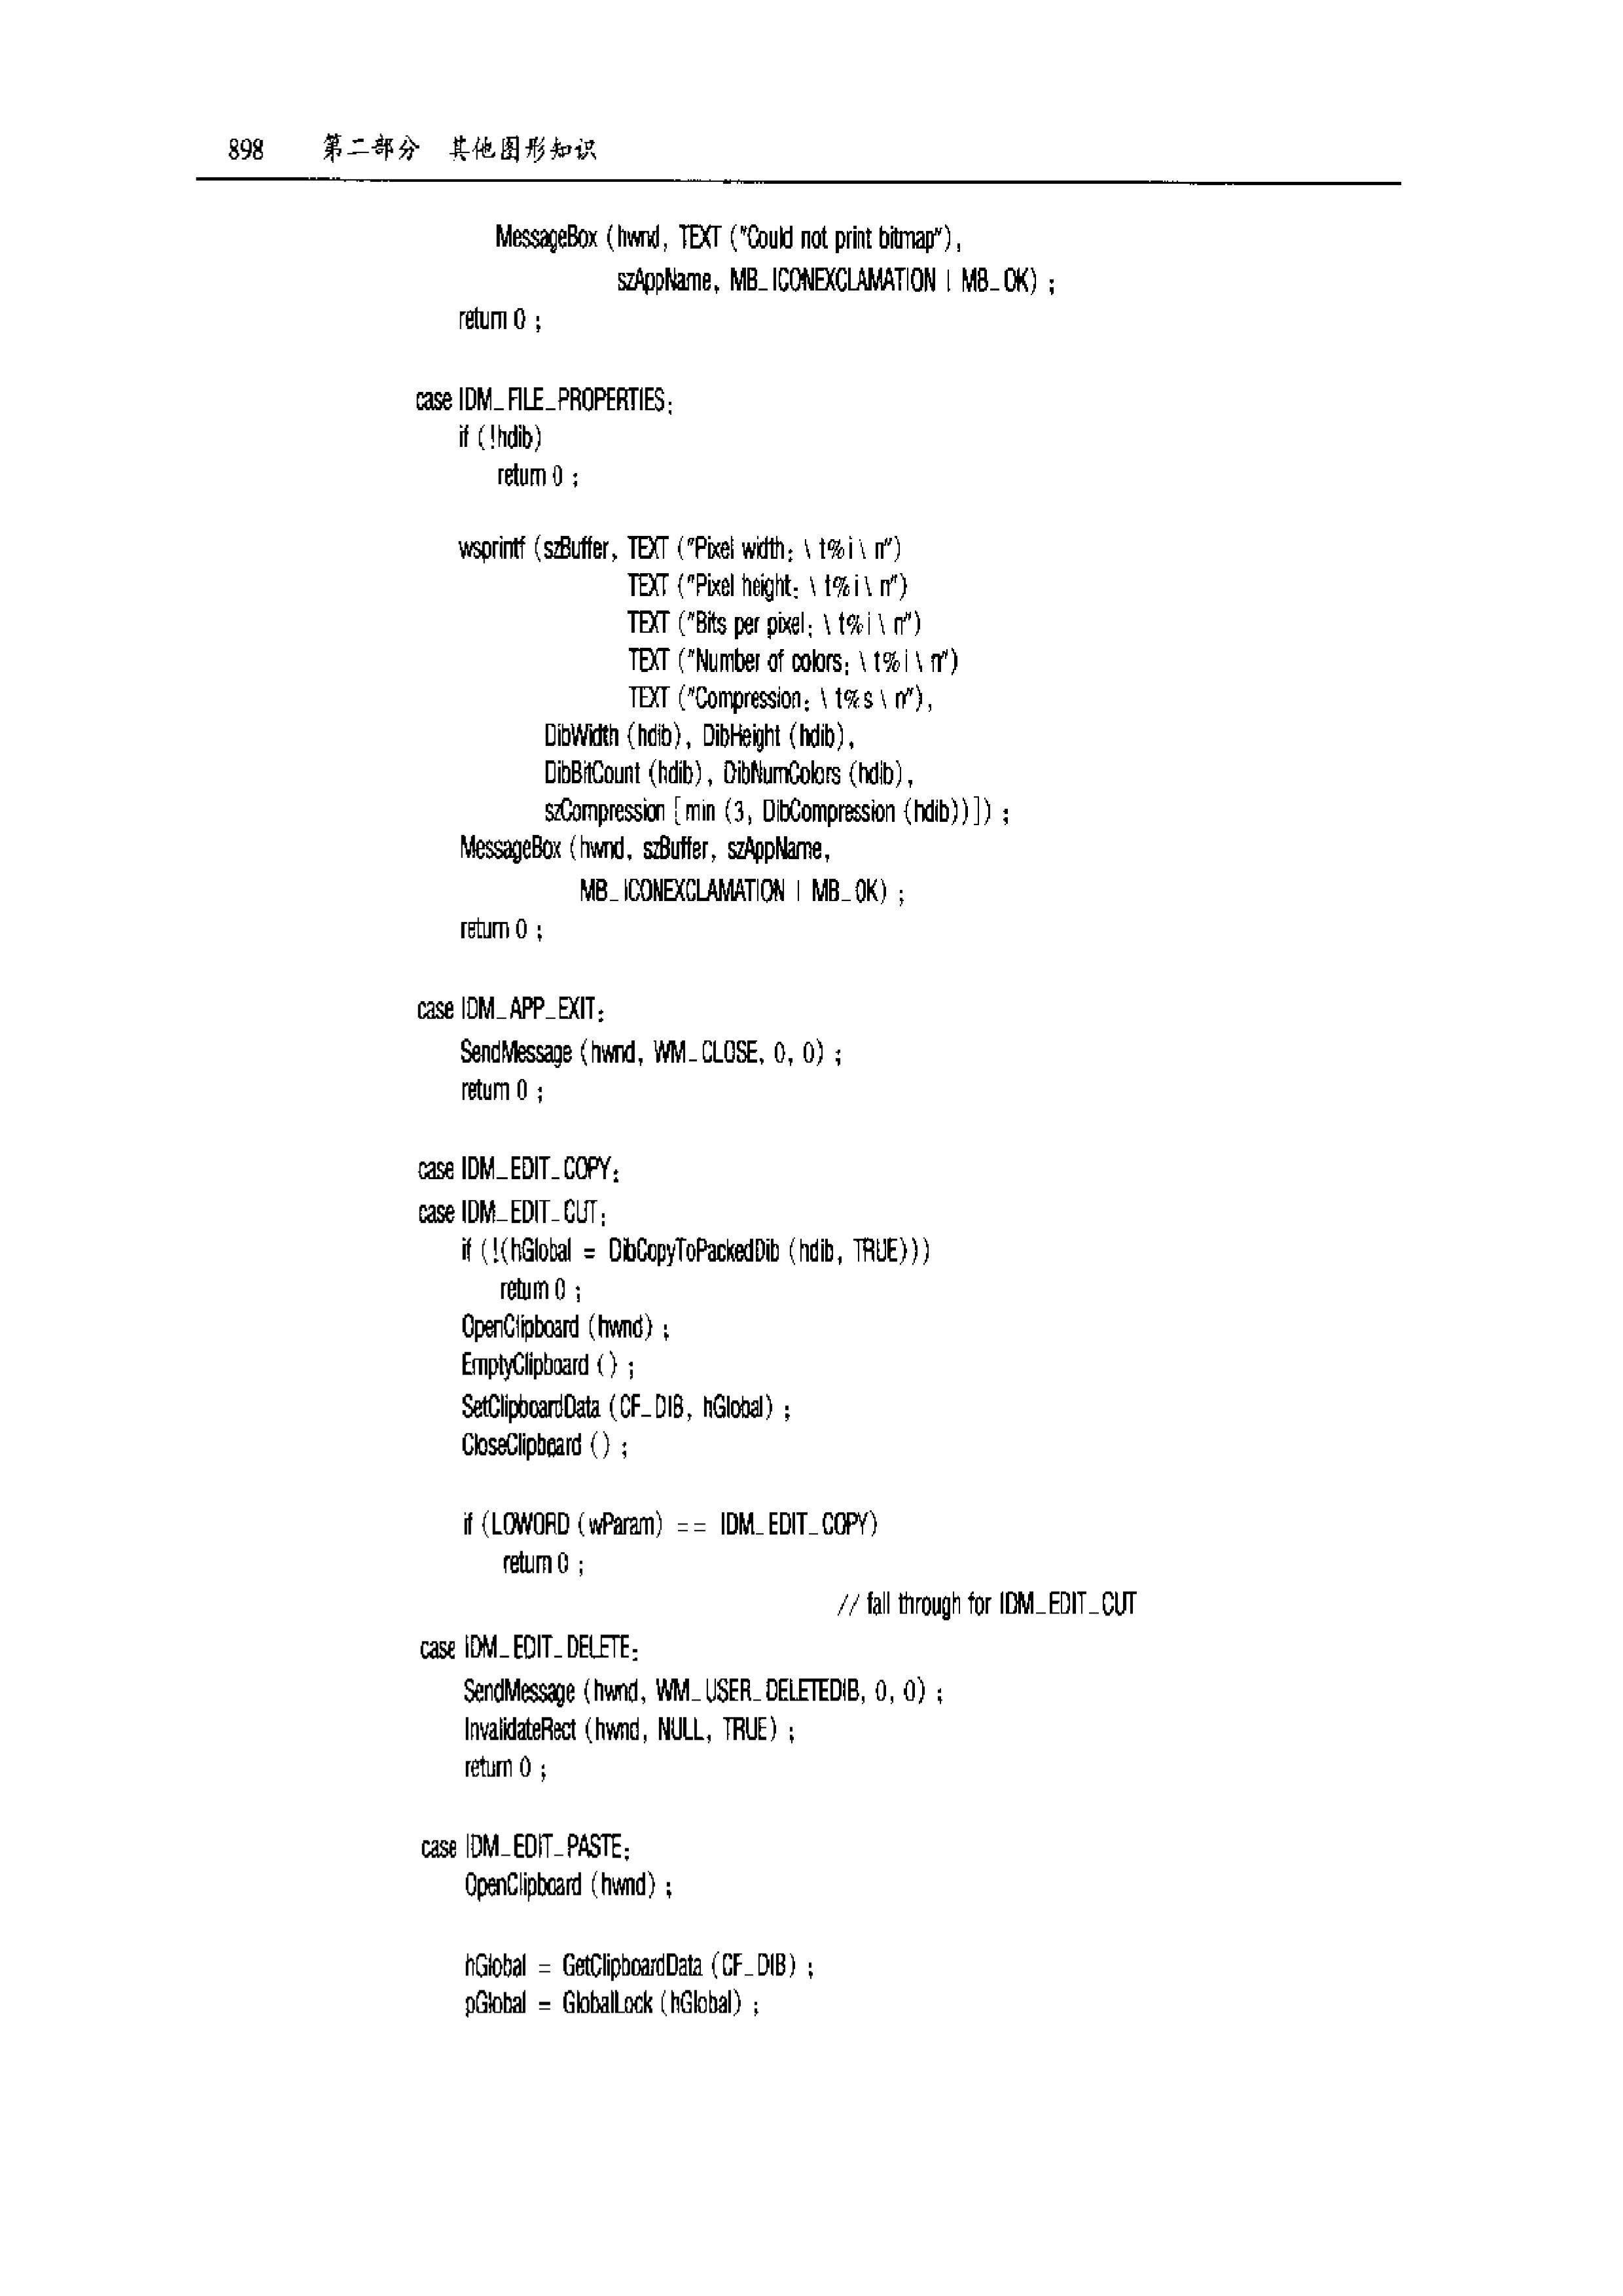 898 第二部分 其他图形知识
MessageBox (hwnd, TEXT ("Could not print bitmap"),
szAppName, MB_ICONEXCLAMATION | MB_OK) ;
return 0 ;
case IDM_FILE_PROPERTIES:
if (!hdib)
return 0 ;
wsprintf (szBuffer, TEXT ("Pixel width:\t%i\n")
TEXT ("Pixel height:\t%i\n")
TEXT ("Bits per pixel:\t%i\n")
TEXT ("Number of colors:\t%i\n")
TEXT ("Compression:\t%s\n"),
DibWidth (hdib), DibHeight (hdib),
DibBitCount (hdib), DibNumColors (hdib),
szCompression [min (3, DibCompression (hdib))]) ;
MessageBox (hwnd, szBuffer, szAppName,
MB_ICONEXCLAMATION | MB_OK) ;
return 0 ;
case IDM_APP_EXIT:
SendMessage (hwnd, WM_CLOSE, 0, 0) ;
return 0 ;
case IDM_EDIT_COPY:
case IDM_EDIT_CUT:
if (!(hGlobal = DibCopyToPackedDib (hdib, TRUE)))
return 0 ;
OpenClipboard (hwnd) ;
EmptyClipboard () ;
SetClipboardData (CF_DIB, hGlobal) ;
CloseClipboard () ;
if (LOWORD (wParam) == IDM_EDIT_COPY)
return 0 ;
// fall through for IDM_EDIT_CUT
case IDM_EDIT_DELETE:
SendMessage (hwnd, WM_USER_DELETEDIB, 0, 0) ;
InvalidateRect (hwnd, NULL, TRUE) ;
return 0 ;
case IDM_EDIT_PASTE:
OpenClipboard (hwnd) ;
hGlobal = GetClipboardData (CF_DIB) ;
pGlobal = GlobalLock (hGlobal) ;